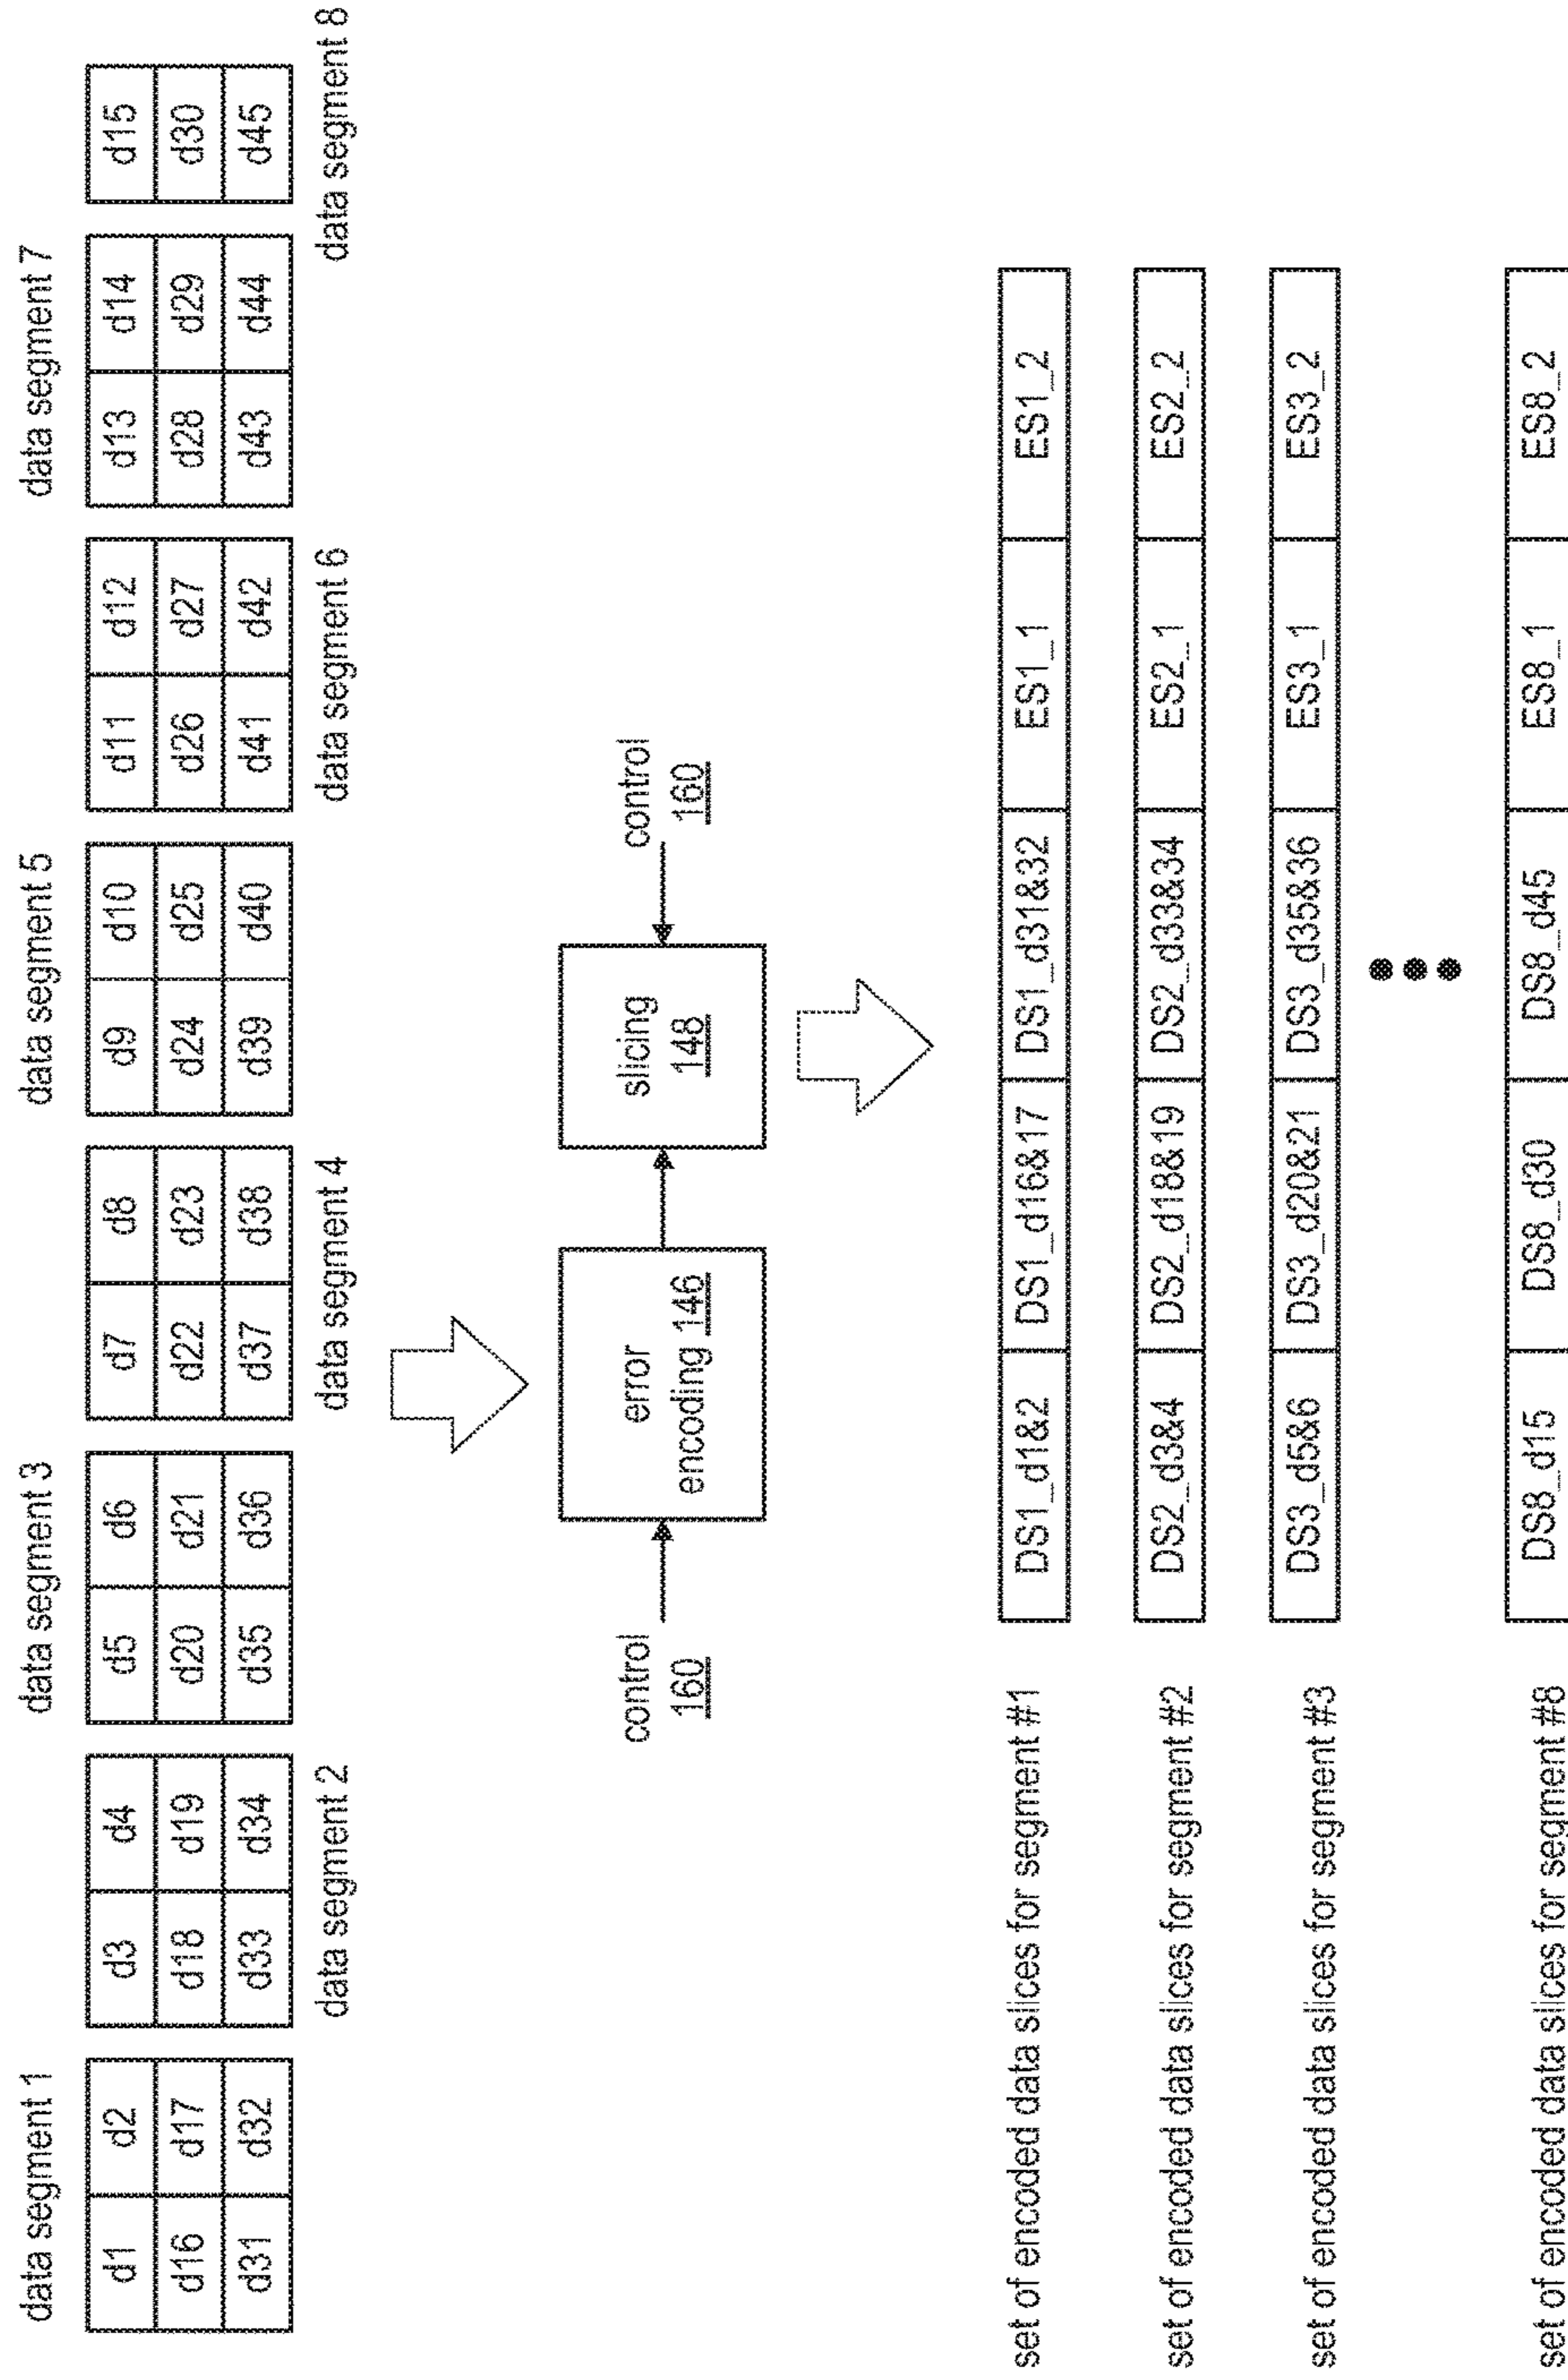 data segment 1
data segment 3
data segment 5
data segment 7
d1 d2 d3 d4 d5 d6 d7 d8 d9 d10 d11 d12 d13 d14 d15
d16 d17 d18 d19 d20 d21 d22 d23 d24 d25 d26 d27 d28 d29 d30
d31 d32 d33 d34 d35 d36 d37 d38 d39 d40 d41 d42 d43 d44 d45
data segment 2
data segment 4
data segment 6
data segment 8
control
160
error
encoding 146
slicing
148
control
160
set of encoded data slices for segment #1
DS1_d1&2 DS1_d16&17 DS1_d31&32 ES1_1 ES1_2
set of encoded data slices for segment #2
DS2_d3&4 DS2_d18&19 DS2_d33&34 ES2_1 ES2_2
set of encoded data slices for segment #3
DS3_d5&6 DS3_d20&21 DS3_d35&36 ES3_1 ES3_2
set of encoded data slices for segment #8
DS8_d15 DS8_d30 DS8_d45 ES8_1 ES8_2